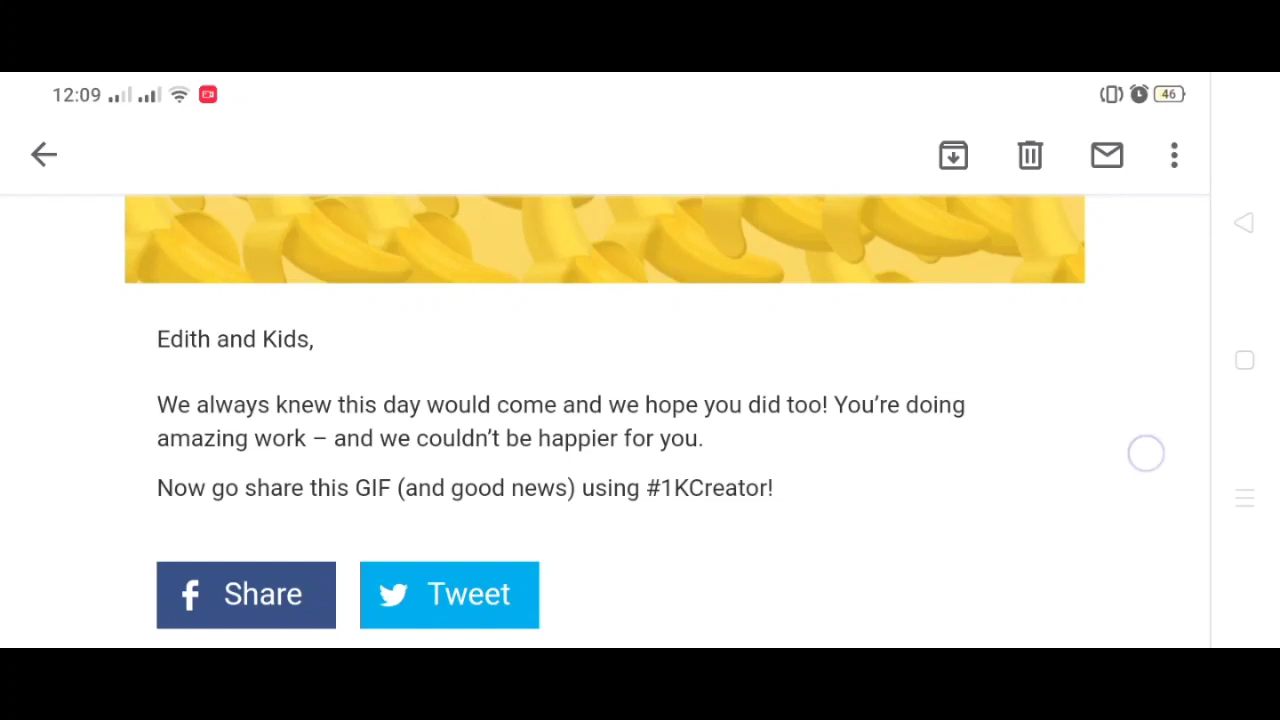 12:09
46
Edith and Kids,
We always knew this day would come and we hope you did too! You’re doing
amazing work – and we couldn’t be happier for you.
Now go share this GIF (and good news) using #1KCreator!
Share
Tweet